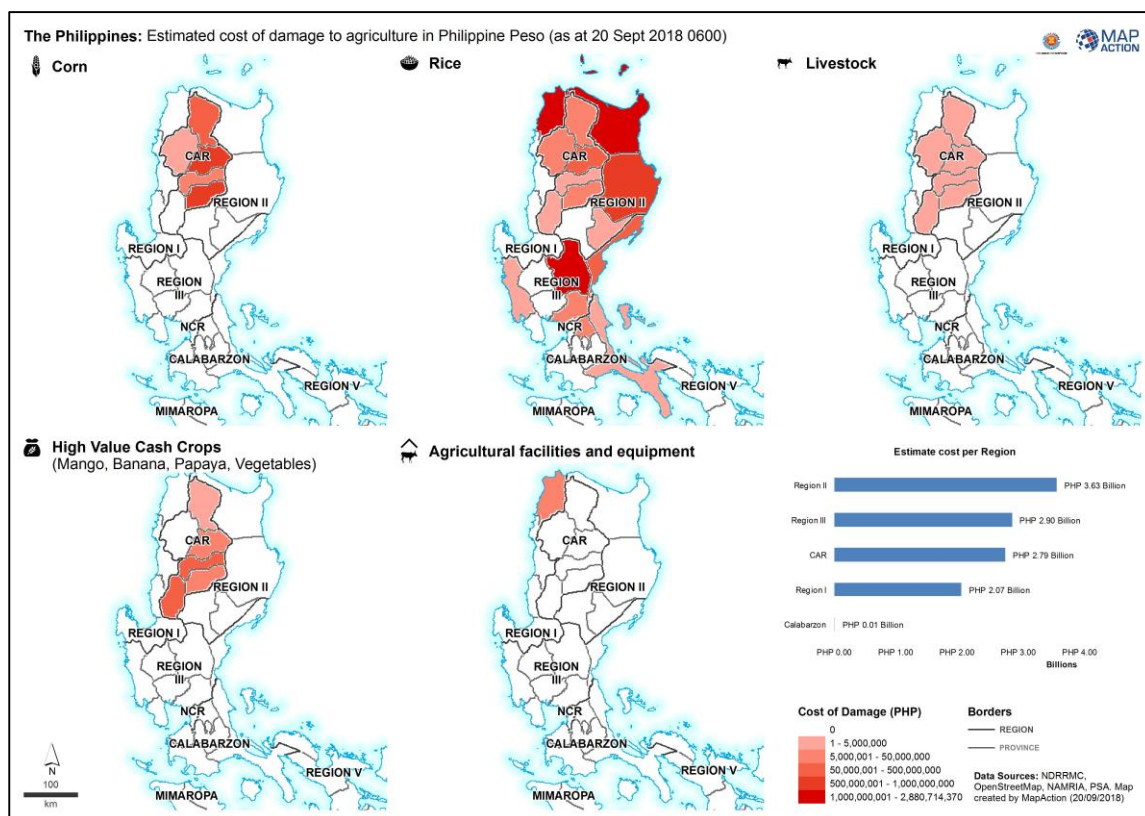 The Philippines: Estimated cost of damage to agriculture in Philippine Peso (as at 20 Sept 2018 0600)
MAP
ACTION
Corn
CAR
REGION II
REGION I
REGION
III
NCR
CALABARZON
REGION V
MIMAROPA
Rice
CAR
REGION II
REGION I
REGION
III
NCR
CALABARZON
REGION V
MIMAROPA
Livestock
CAR
REGION II
REGION I
REGION
III
NCR
CALABARZON
REGION V
MIMAROPA
High Value Cash Crops
(Mango, Banana, Papaya, Vegetables)
CAR
REGION II
REGION I
REGION
III
NCR
CALABARZON
REGION V
MIMAROPA
N
100
km
Agricultural facilities and equipment
CAR
REGION II
REGION I
REGION
III
NCR
CALABARZON
REGION V
MIMAROPA
Estimate cost per Region
Region II PHP 3.63 Billion
Region III PHP 2.90 Billion
CAR PHP 2.79 Billion
Region I PHP 2.07 Billion
Calabarzon PHP 0.01 Billion
PHP 0.00 PHP 1.00 PHP 2.00 PHP 3.00 PHP 4.00
Billions
Cost of Damage (PHP)
0
1 - 5,000,000
5,000,001 - 50,000,000
50,000,001 - 500,000,000
500,000,001 - 1,000,000,000
1,000,000,001 - 2,880,714,370
Borders
REGION
PROVINCE
Data Sources: NDRRMC,
OpenStreetMap, NAMRIA, PSA. Map
created by MapAction (20/09/2018)